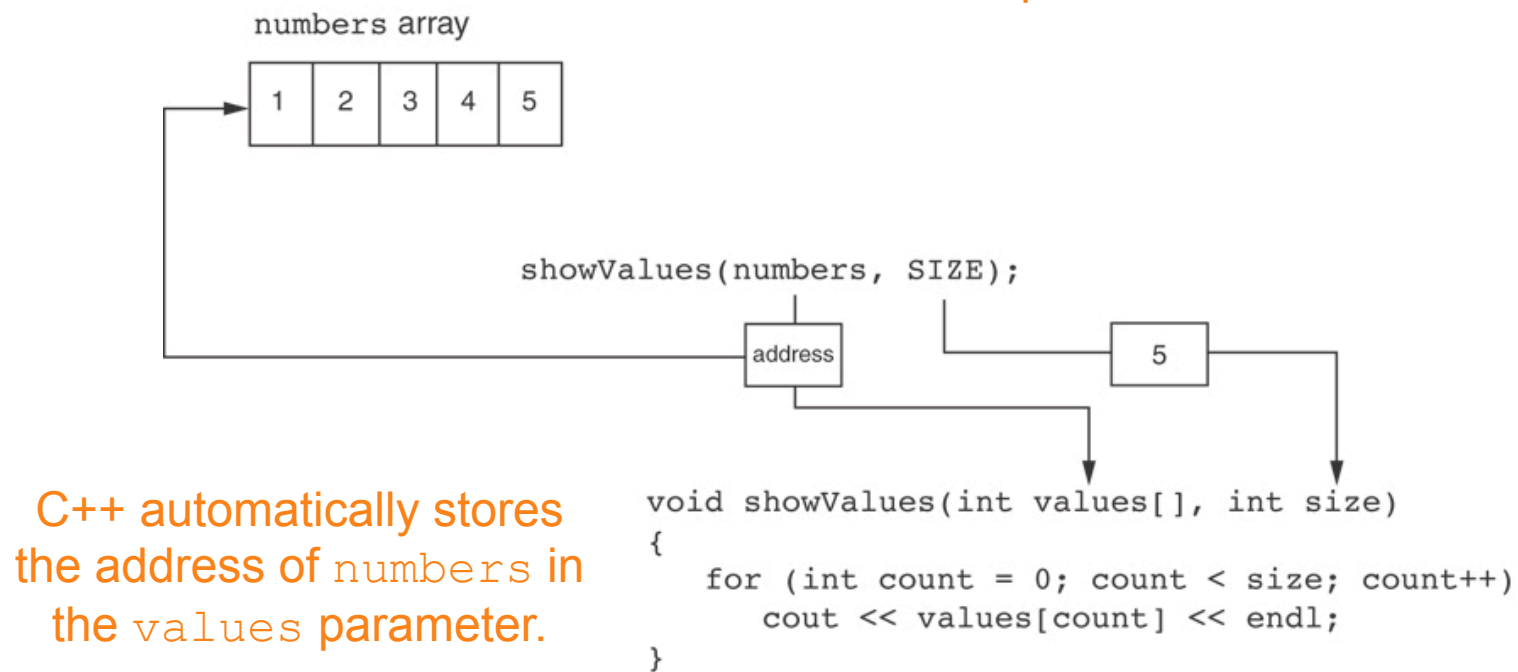 numbers array
1 2 3 4 5
showValues(numbers, SIZE);
address
5
C++ automatically stores
the address of numbers in
the values parameter.
void showValues(int values[], int size)
{
for (int count = 0; count < size; count++)
cout << values[count] << endl;
}